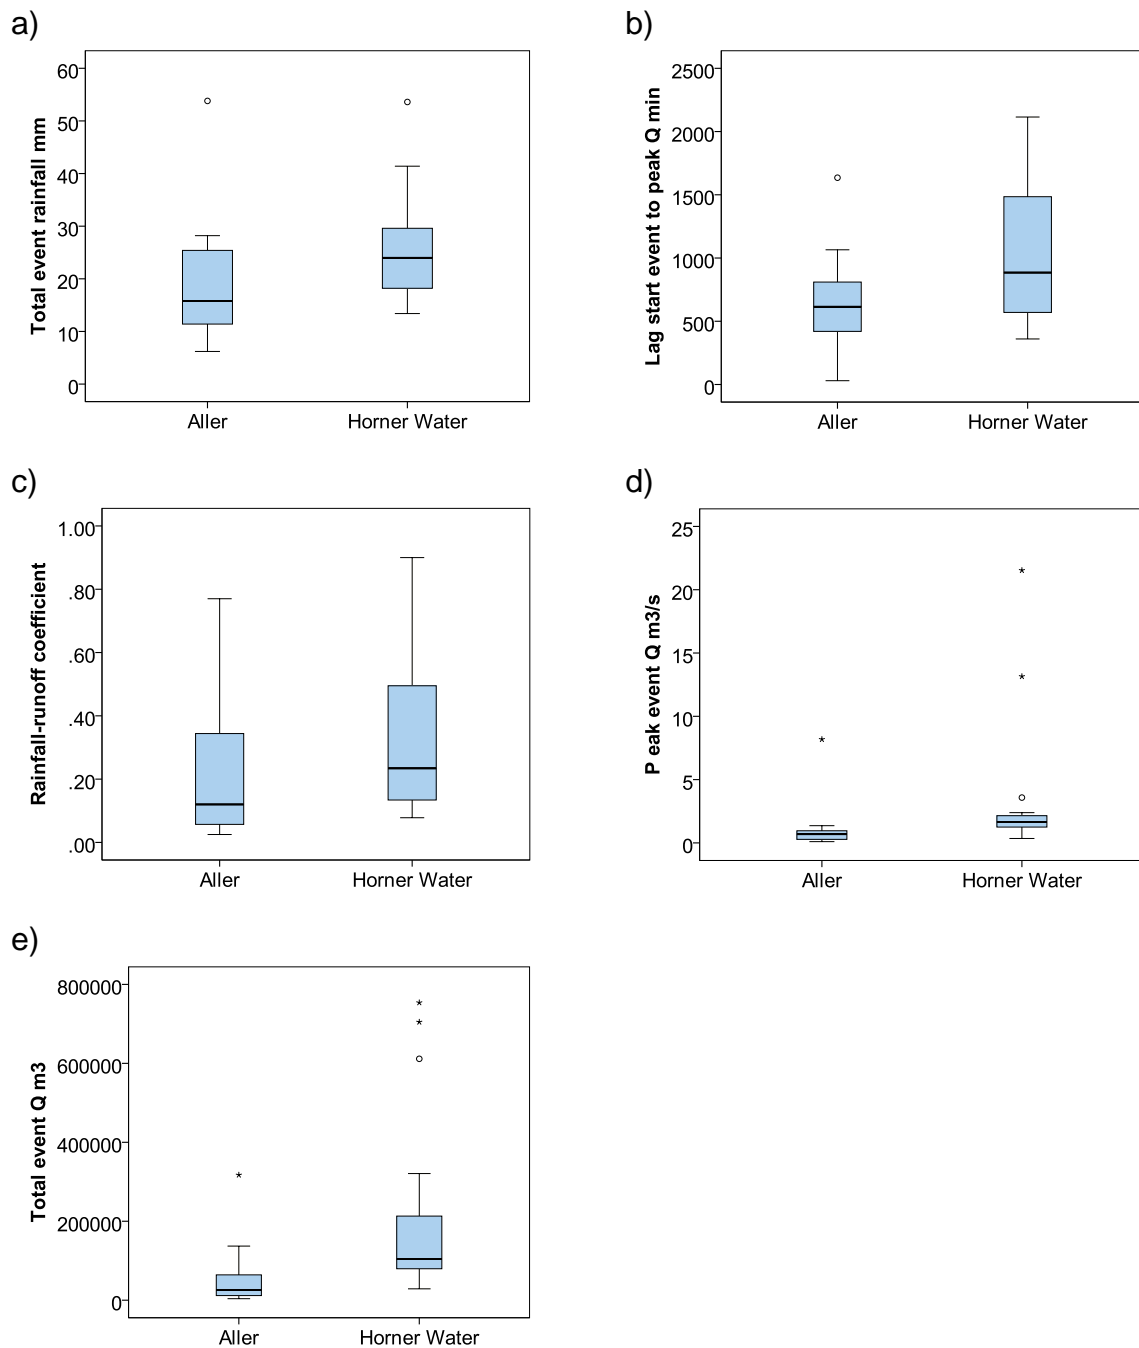 a)
Total event rainfall mm
60
50
40
30
20
10
0
Aller Horner Water
b)
Lag start event to peak Q min
2500
2000
1500
1000
500
0
Aller Horner Water
c)
Rainfall-runoff coefficient
1.00
.80
.60
.40
.20
.00
Aller Horner Water
d)
P eak event Q m3/s
25
20
15
10
5
0
Aller Horner Water
e)
Total event Q m3
800000
600000
400000
200000
0
Aller Horner Water